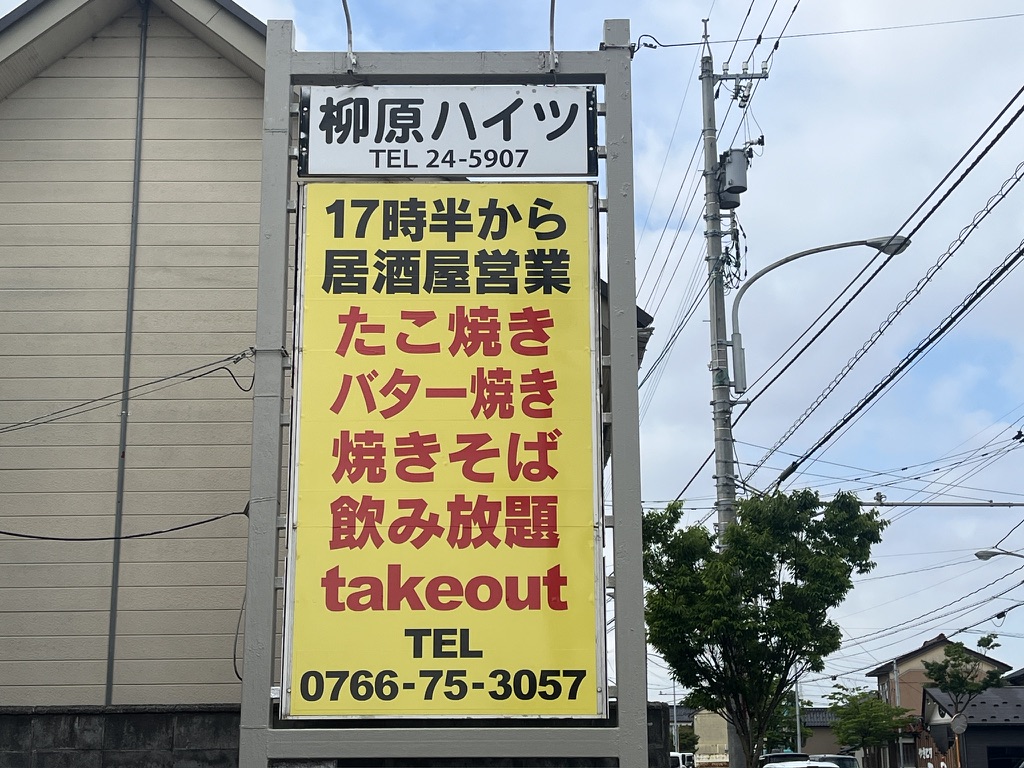 柳原ハイツ
TEL 24-5907
17時半から
居酒屋営業
たこ焼き
バター焼き
焼きそば
飲み放題
takeout
TEL
0766-75-3057